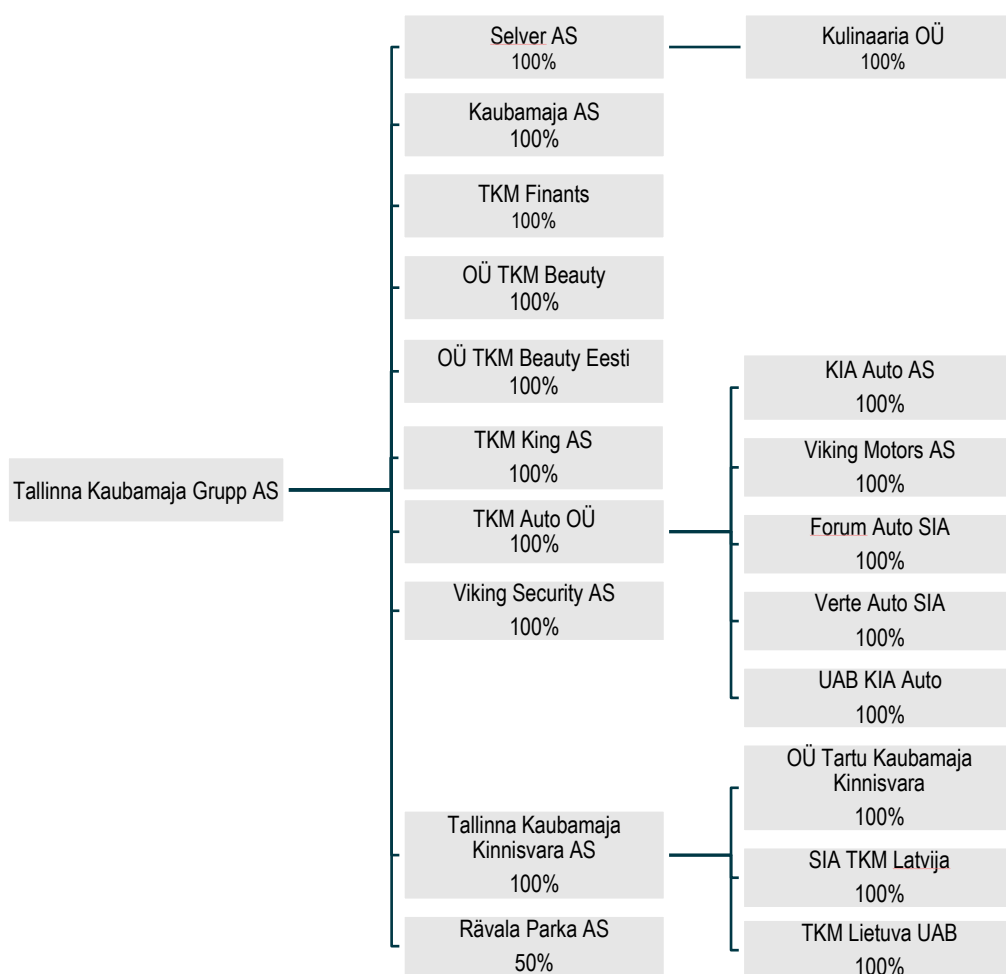 Tallinna Kaubamaja Grupp AS
Selver AS
100%
Kulinaaria OÜ
100%
Kaubamaja AS
100%
TKM Finants
100%
OÜ TKM Beauty
100%
OÜ TKM Beauty Eesti
100%
TKM King AS
100%
TKM Auto OÜ
100%
KIA Auto AS
100%
Viking Motors AS
100%
Forum Auto SIA
100%
Verte Auto SIA
100%
UAB KIA Auto
100%
Viking Security AS
100%
Tallinna Kaubamaja
Kinnisvara AS
100%
OÜ Tartu Kaubamaja
Kinnisvara
100%
SIA TKM Latvija
100%
TKM Lietuva UAB
100%
Rävala Parka AS
50%